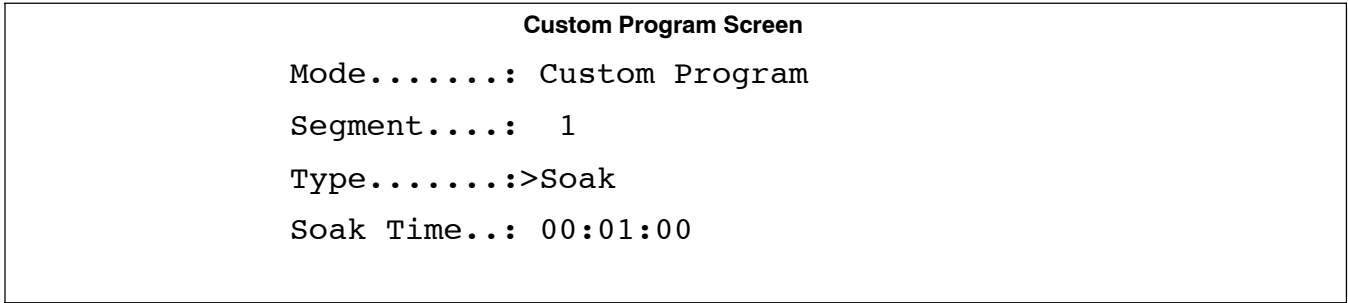 Custom Program Screen
Mode.......: Custom Program
Segment....:  1
Type.......:>Soak
Soak Time..: 00:01:00